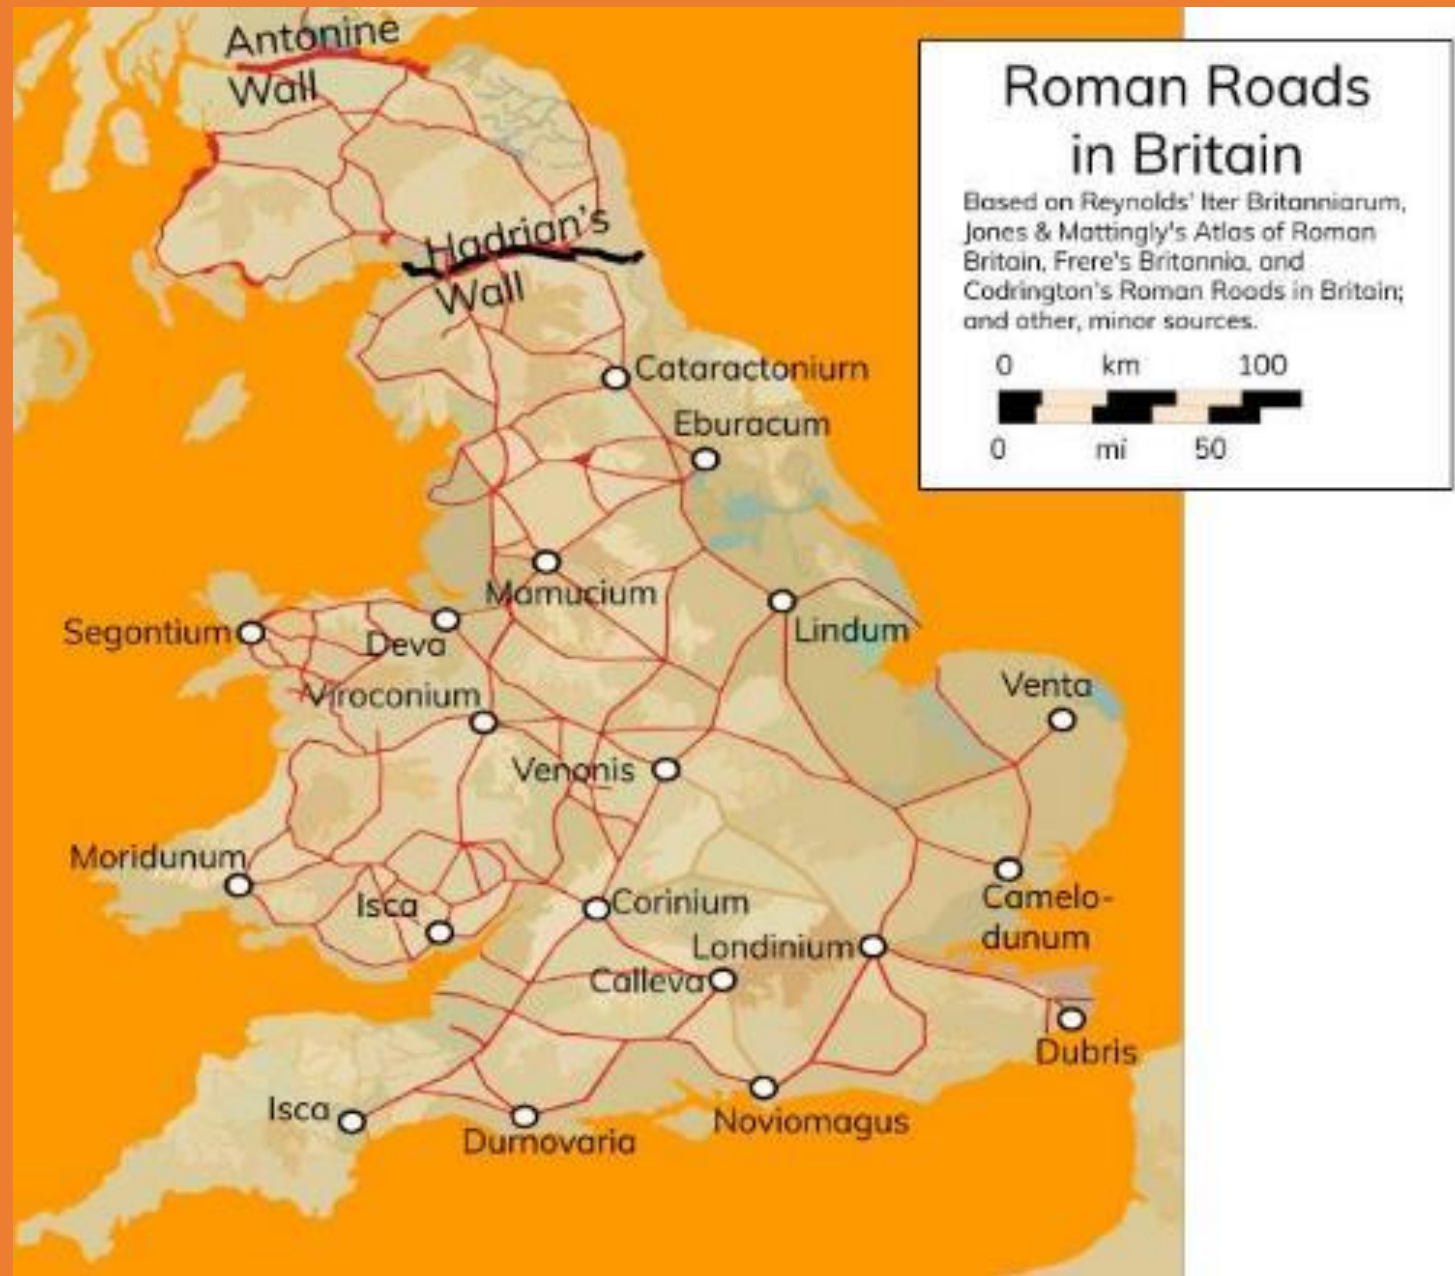 Antonine
Wall
Roman Roads
in Britain
Based on Reynolds' Iter Britanniarum,
Jones & Mattingly's Atlas of Roman
Britain, Frere's Britannia, and
Codrington's Roman Roads in Britain;
and other, minor sources.
0 km 100
0 mi 50
Hadrian's
Wall
Cataractoniurn
Eburacum
Mamucium
Segontium
Deva
Lindum
Viroconium
Venta
Venonis
Moridunum
Isca
Corinium
Camelo-
dunum
Londinium
Calleva
Dubris
Isca
Durnovaria
Noviomagus